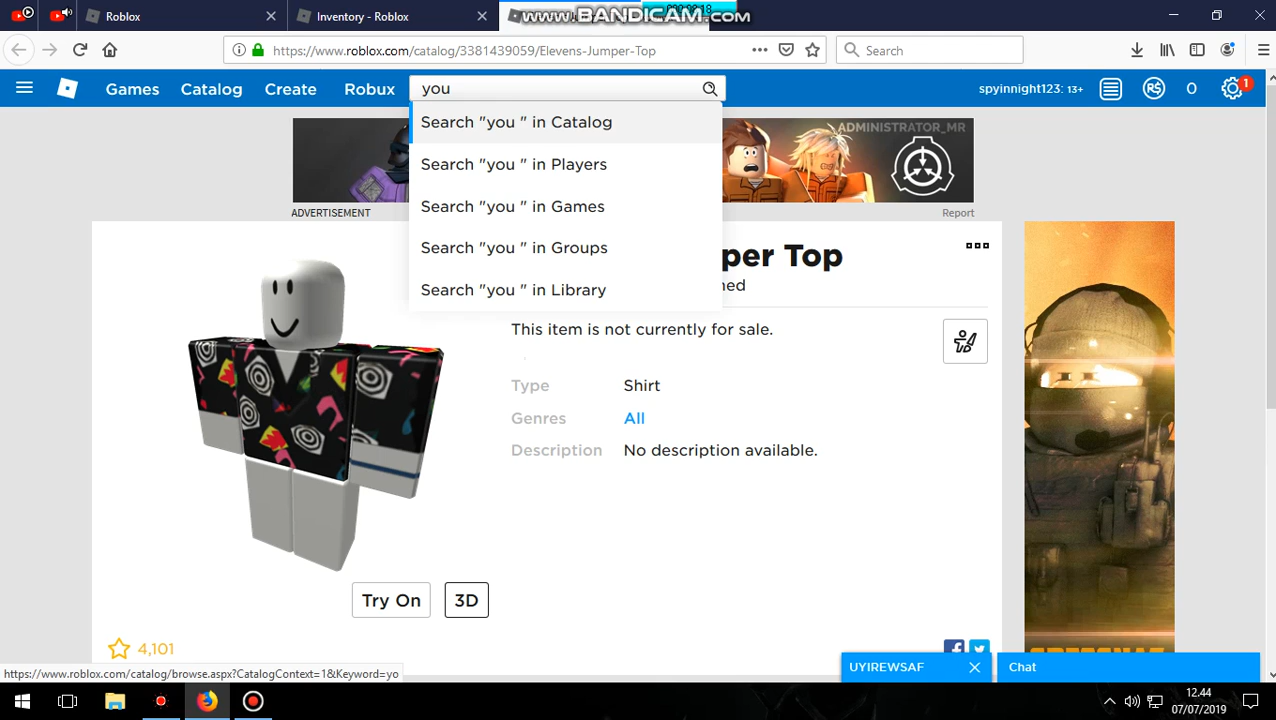 Roblox
Inventory - Roblox
WWW.BANDICAM.COM
https://www.roblox.com/catalog/3381439059/Elevens-Jumper-Top
Search
Games
Catalog
Create
Robux
you
spyinnight123: 13+
0
1
Search "you " in Catalog
Search "you " in Players
Search "you " in Games
Search "you " in Groups
Search "you " in Library
ADMINISTRATOR_MR
ADVERTISEMENT
Report
per Top
This item is not currently for sale.
Type
Shirt
Genres
All
Description
No description available.
Try On
3D
4,101
https://www.roblox.com/catalog/browse.aspx?CatalogContext=1&Keyword=yo
UYIREWSAF
Chat
12.44
07/07/2019